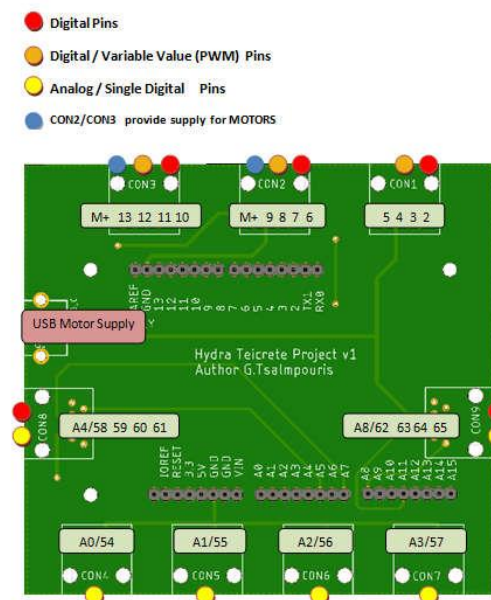 Digital Pins
Digital / Variable Value (PWM) Pins
Analog / Single Digital Pins
CON2/CON3 provide supply for MOTORS
CON3
CON2
CON1
M+ 13 12 11 10
M+ 9 8 7 6
5 4 3 2
AREF
GND
13
12
11
10
9
8
7
6
5
4
3
2
TX1
RX0
USB Motor Supply
Hydra Teicrete Project v1
Author G.Tsalmpouris
CON8
A4/58 59 60 61
A8/62 63 64 65
CON9
IOREF
RESET
3.3
5V
GND
GND
VIN
A0
A1
A2
A3
A4
A5
A6
A7
A8
A9
A10
A11
A12
A13
A14
A15
A0/54
A1/55
A2/56
A3/57
CON4
CON5
CON6
CON7